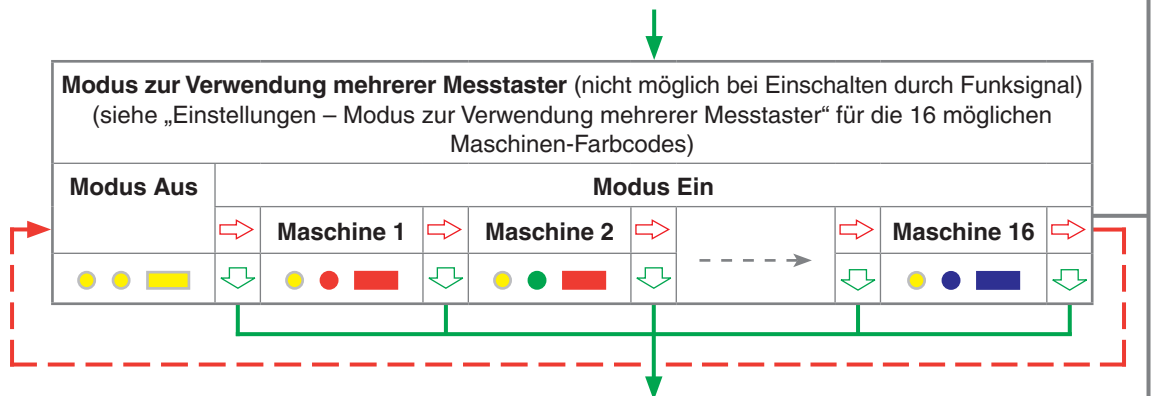 Modus zur Verwendung mehrerer Messtaster (nicht möglich bei Einschalten durch Funksignal)
(siehe „Einstellungen – Modus zur Verwendung mehrerer Messtaster“ für die 16 möglichen
Maschinen-Farbcodes)
Modus Aus
Modus Ein
Maschine 1
Maschine 2
Maschine 16